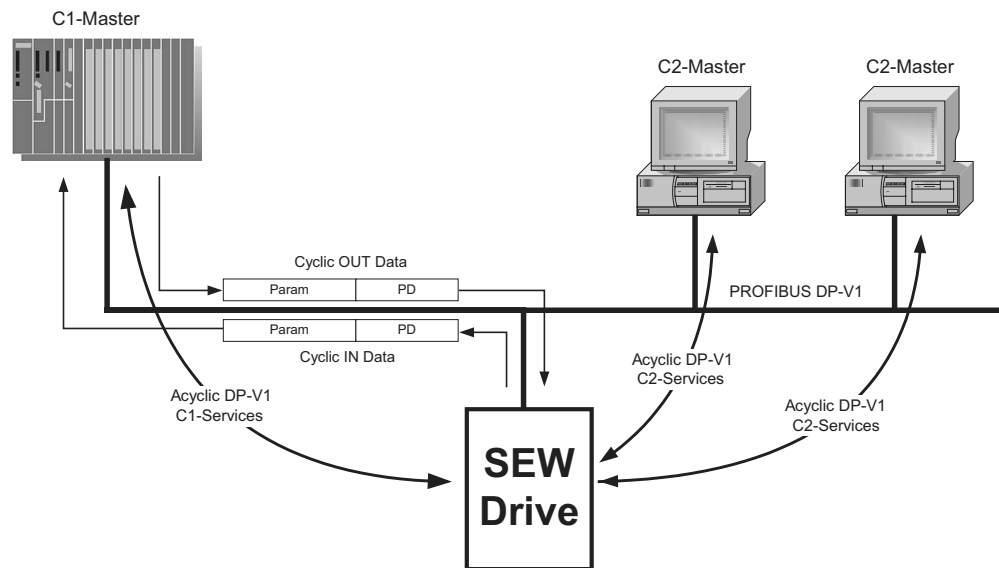 C1-Master
C2-Master
C2-Master
Cyclic OUT Data
Param PD
PROFIBUS DP-V1
Param PD
Cyclic IN Data
Acyclic DP-V1
C1-Services
Acyclic DP-V1
C2-Services
Acyclic DP-V1
C2-Services
SEW
Drive